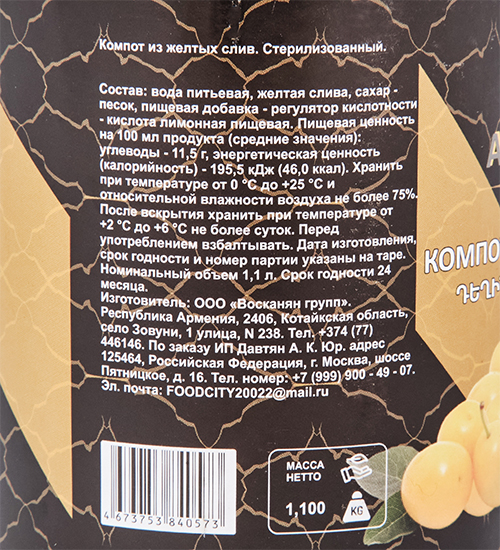 Компот из желтых слив. Стерилизованный.
Состав: вода питьевая, желтая слива, сахар -
песок, пищевая добавка - регулятор кислотности
- кислота лимонная пищевая. Пищевая ценность
на 100 мл продукта (средние значения):
углеводы - 11,5 г, энергетическая ценность
(калорийность) - 195,5 кДж (46,0 ккал). Хранить
при температуре от 0 °С до +25 °С и
относительной влажности воздуха не более 75%.
После вскрытия хранить при температуре от
+2 °С до +6 °С не более суток. Перед
употреблением взбалтывать. Дата изготовления,
срок годности и номер партии указаны на таре.
Номинальный объем 1,1 л. Срок годности 24
месяца.
Изготовитель: ООО «Восканян групп».
Республика Армения, 2406, Котайкская область,
село Зовуни, 1 улица, N 238. Тел. +374 (77)
446146. По заказу ИП Давтян А. К. Юр. адрес
125464, Российская Федерация, г. Москва, шоссе
Пятницкое, д. 16. Тел. номер: +7 (999) 900 -49 -07.
Эл. почта: FOODCITY20022@mail.ru
КОМПО
ԴԵՂԻ
МАССА
НЕТТО
1,100
KG
4 673753 840573